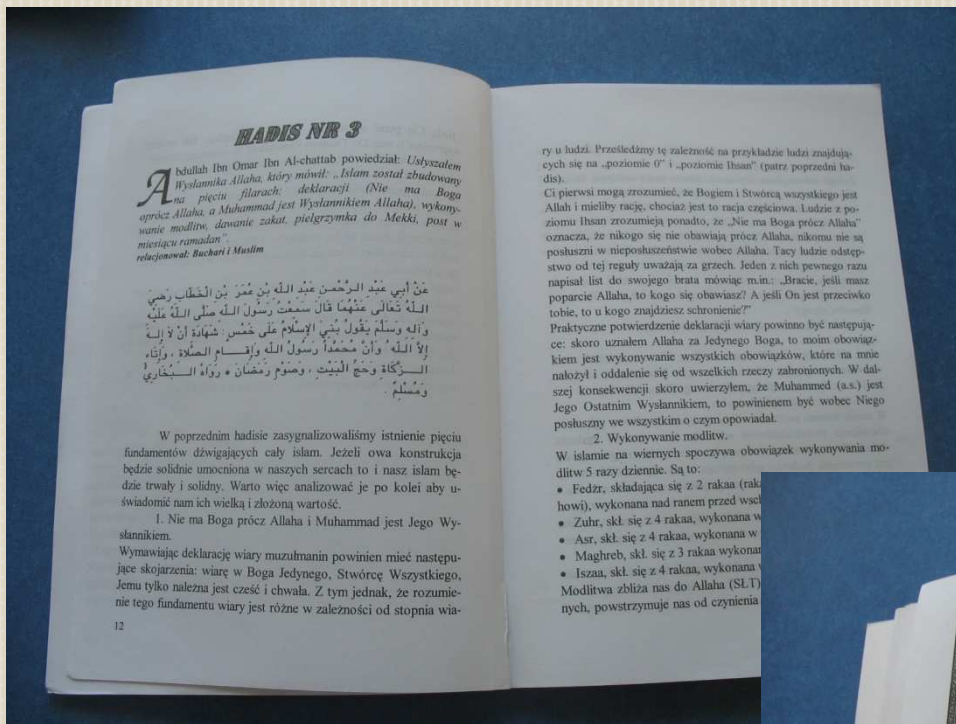 HADIS NR 3
Abdullah Ibn Omar Ibn Al-chattab powiedział: Usłyszałem
Wysłannika Allaha, który mówił: „Islam został zbudowany
na pięciu filarach: deklaracji (Nie ma Boga
oprócz Allaha, a Muhammad jest Wysłannikiem Allaha), wykony-
wanie modlitw, dawanie zakat, pielgrzymka do Mekki, post w
miesiącu ramadan”.
relacjonował: Buchari i Muslim
عَنْ أَبِي عَبْدِ الرَّحْمَنِ عَبْدِ اللَّهِ بْنِ عُمَرَ بْنِ الْخَطَّابِ رَضِيَ
اللَّهُ تَعَالَى عَنْهُمَا قَالَ سَمِعْتُ رَسُولَ اللَّهِ صَلَّى اللَّهُ عَلَيْهِ
وَآلِهِ وَسَلَّمَ يَقُولُ بُنِيَ الإِسْلَامُ عَلَى خَمْسٍ : شَهَادَةِ أَنْ لاَ إِلَهَ
إِلاَّ اللَّهُ وَأَنَّ مُحَمَّداً رَسُولُ اللَّهِ وَإِقَامِ الصَّلَاةِ ، وَإِيتَاءِ
الزَّكَاةِ وَحَجِّ الْبَيْتِ ، وَصَوْمِ رَمَضَانَ * رَوَاهُ الْبُخَارِيُّ
وَمُسْلِمٌ .
W poprzednim hadisie zasygnalizowaliśmy istnienie pięciu
fundamentów dźwigających cały islam. Jeżeli owa konstrukcja
będzie solidnie umocniona w naszych sercach to i nasz islam bę-
dzie trwały i solidny. Warto więc analizować je po kolei aby u-
świadomić nam ich wielką i złożoną wartość.
1. Nie ma Boga prócz Allaha i Muhammad jest Jego Wy-
słannikiem.
Wymawiając deklarację wiary muzułmanin powinien mieć następu-
jące skojarzenia: wiarę w Boga Jedynego, Stwórcę Wszystkiego,
Jemu tylko należna jest cześć i chwała. Z tym jednak, że rozumie-
nie tego fundamentu wiary jest różne w zależności od stopnia wia-
12
ry u ludzi. Prześledźmy tę zależność na przykładzie ludzi znajdują-
cych się na „poziomie 0” i „poziomie Ihsan” (patrz poprzedni ha-
dis).
Ci pierwsi mogą zrozumieć, że Bogiem i Stwórcą wszystkiego jest
Allah i mieliby rację, chociaż jest to racja częściowa. Ludzie z po-
ziomu Ihsan zrozumieją ponadto, że „Nie ma Boga prócz Allaha”
oznacza, że nikogo się nie obawiają prócz Allaha, nikomu nie są
posłuszni w nieposłuszeństwie wobec Allaha. Tacy ludzie odstęp-
stwo od tej reguły uważają za grzech. Jeden z nich pewnego razu
napisał list do swojego brata mówiąc m.in.: „Bracie, jeśli masz
poparcie Allaha, to kogo się obawiasz? A jeśli On jest przeciwko
tobie, to u kogo znajdziesz schronienie?”
Praktyczne potwierdzenie deklaracji wiary powinno być następują-
ce: skoro uznałem Allaha za Jedynego Boga, to moim obowiąz-
kiem jest wykonywanie wszystkich obowiązków, które na mnie
nałożył i oddalenie się od wszelkich rzeczy zabronionych. W dal-
szej konsekwencji skoro uwierzyłem, że Muhammed (a.s.) jest
Jego Ostatnim Wysłannikiem, to powinienem być wobec Niego
posłuszny we wszystkim o czym opowiadał.
2. Wykonywanie modlitw.
W islamie na wiernych spoczywa obowiązek wykonywania mo-
dlitw 5 razy dziennie. Są to:
• Fedżr, składająca się z 2 rakaa
howi), wykonana nad ranem przed
• Zuhr, skł. się z 4 rakaa, wykonana w
• Asr, skł. się z 4 rakaa, wykonana w
• Maghreb, skł. się z 3 rakaa
• Iszaa, skł. się z 4 rakaa, wykonana
Modlitwa zbliża nas do Allaha (SŁT)
nych, powstrzymuje nas od czynienia